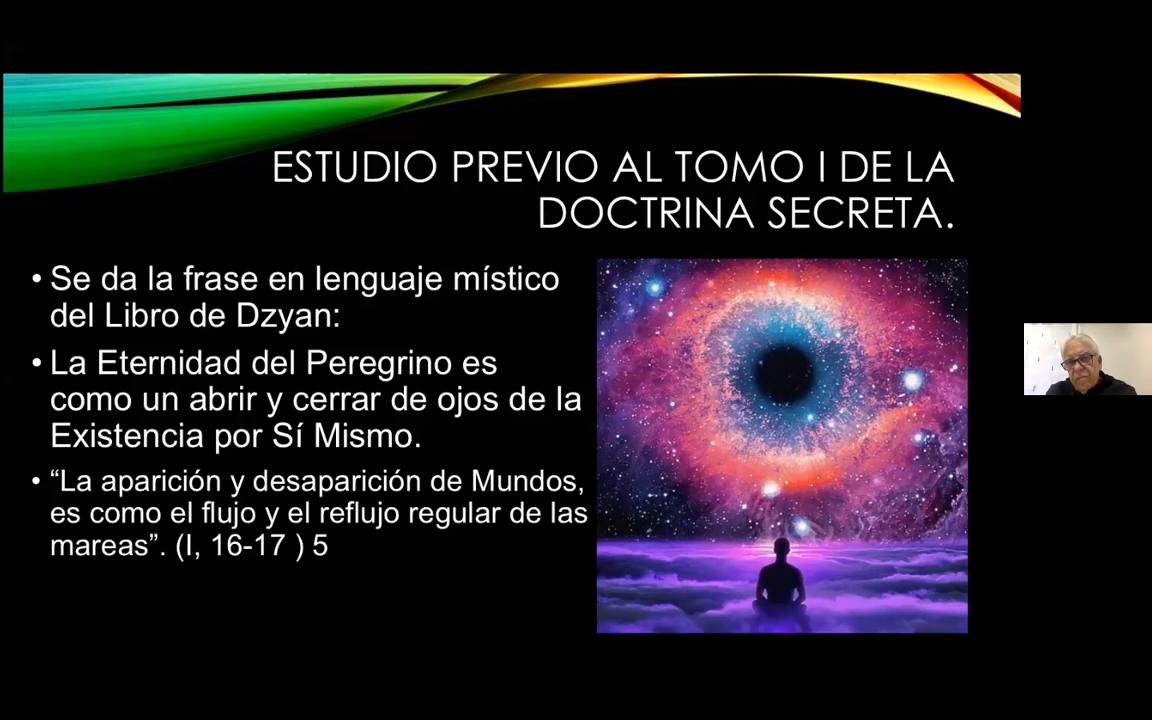 ESTUDIO PREVIO AL TOMO I DE LA
DOCTRINA SECRETA.
• Se da la frase en lenguaje místico
del Libro de Dzyan:
• La Eternidad del Peregrino es
como un abrir y cerrar de ojos de la
Existencia por Sí Mismo.
• “La aparición y desaparición de Mundos,
es como el flujo y el reflujo regular de las
mareas”. (I, 16-17 ) 5